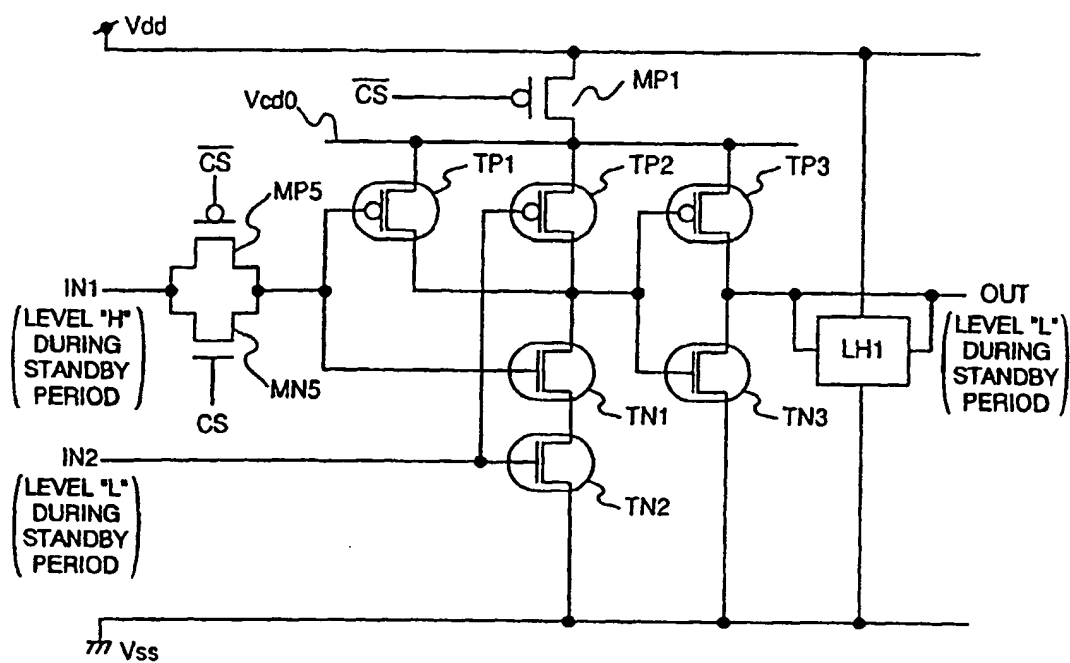 Vdd
CS
MP1
Vcd0
CS
TP1
TP2
TP3
MP5
IN1
(LEVEL "H"
DURING
STANDBY
PERIOD)
OUT
(LEVEL "L"
DURING
STANDBY
PERIOD)
LH1
MN5
CS
TN1
TN3
IN2
(LEVEL "L"
DURING
STANDBY
PERIOD)
TN2
Vss